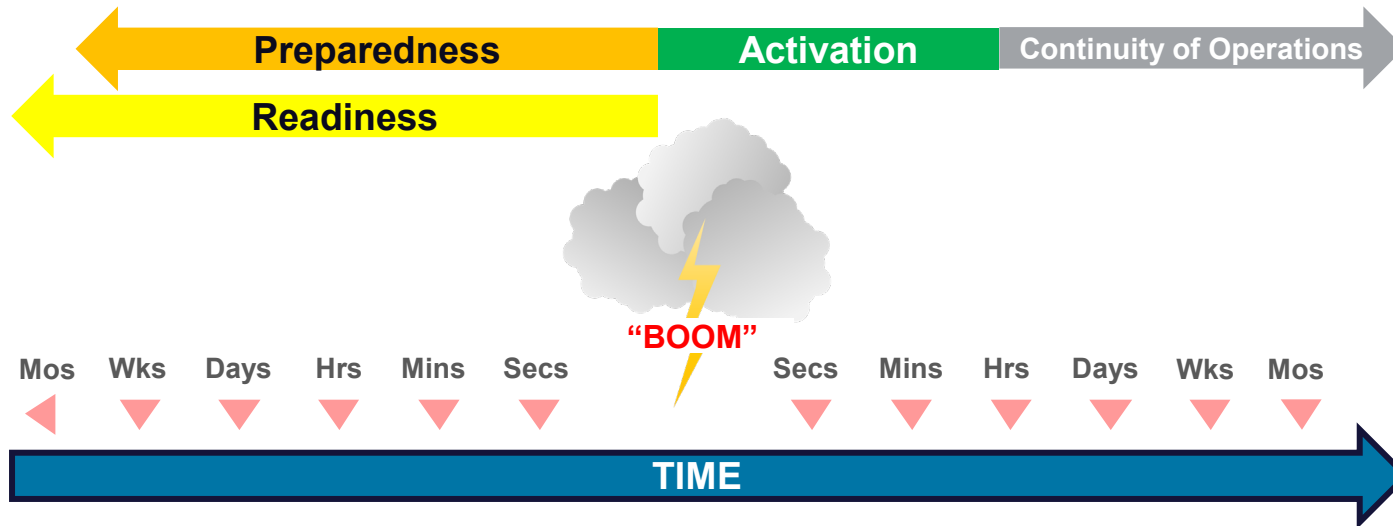 Preparedness Activation Continuity of Operations
Readiness
“BOOM”
Mos Wks Days Hrs Mins Secs Secs Mins Hrs Days Wks Mos
TIME